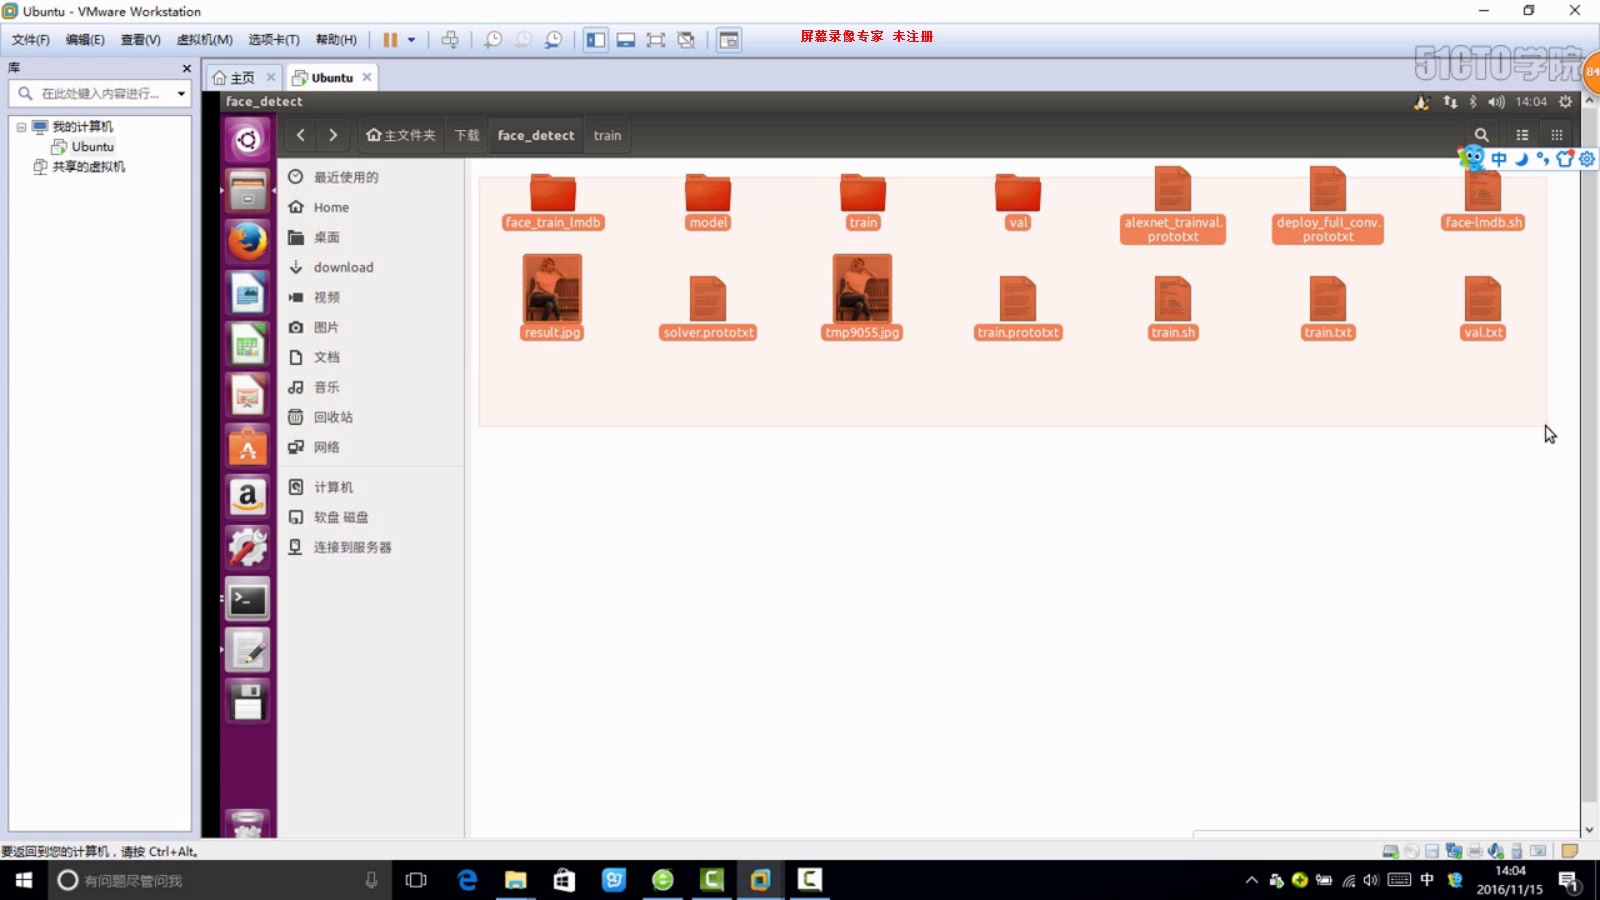 Ubuntu - VMware Workstation
文件(F) 编辑(E) 查看(V) 虚拟机(M) 选项卡(T) 帮助(H)
屏幕录像专家 未注册
51CTO学院
84
库
主页
Ubuntu
在此处键入内容进行...
我的计算机
Ubuntu
共享的虚拟机
face_detect
14:04
主文件夹 下载 face_detect train
中
最近使用的
Home
桌面
download
视频
图片
文档
音乐
回收站
网络
计算机
软盘 磁盘
连接到服务器
face_train_lmdb
model
train
val
alexnet_trainval.
prototxt
deploy_full_conv.
prototxt
face-lmdb.sh
result.jpg
solver.prototxt
tmp9055.jpg
train.prototxt
train.sh
train.txt
val.txt
要返回到您的计算机，请按 Ctrl+Alt。
有问题尽管问我
中
14:04
2016/11/15
1